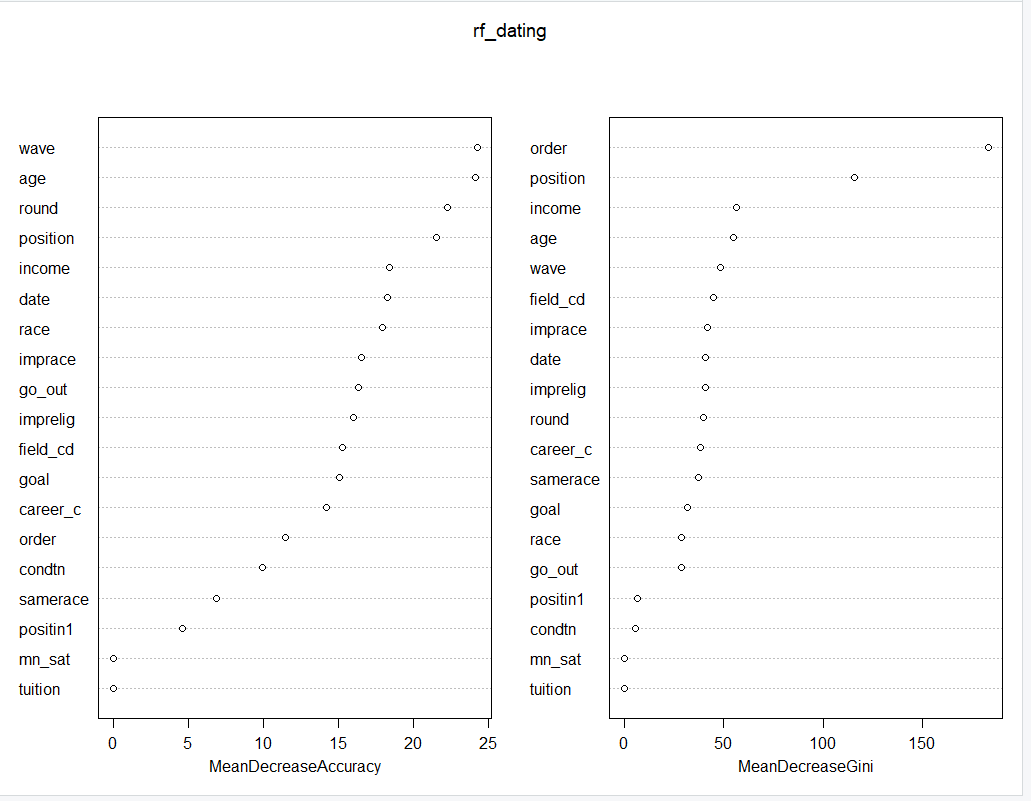 rf_dating
wave
age
round
position
income
date
race
imprace
go_out
imprelig
field_cd
goal
career_c
order
condtn
samerace
positin1
mn_sat
tuition
0 5 10 15 20 25
MeanDecreaseAccuracy
order
position
income
age
wave
field_cd
imprace
date
imprelig
round
career_c
samerace
goal
race
go_out
positin1
condtn
mn_sat
tuition
0 50 100 150
MeanDecreaseGini